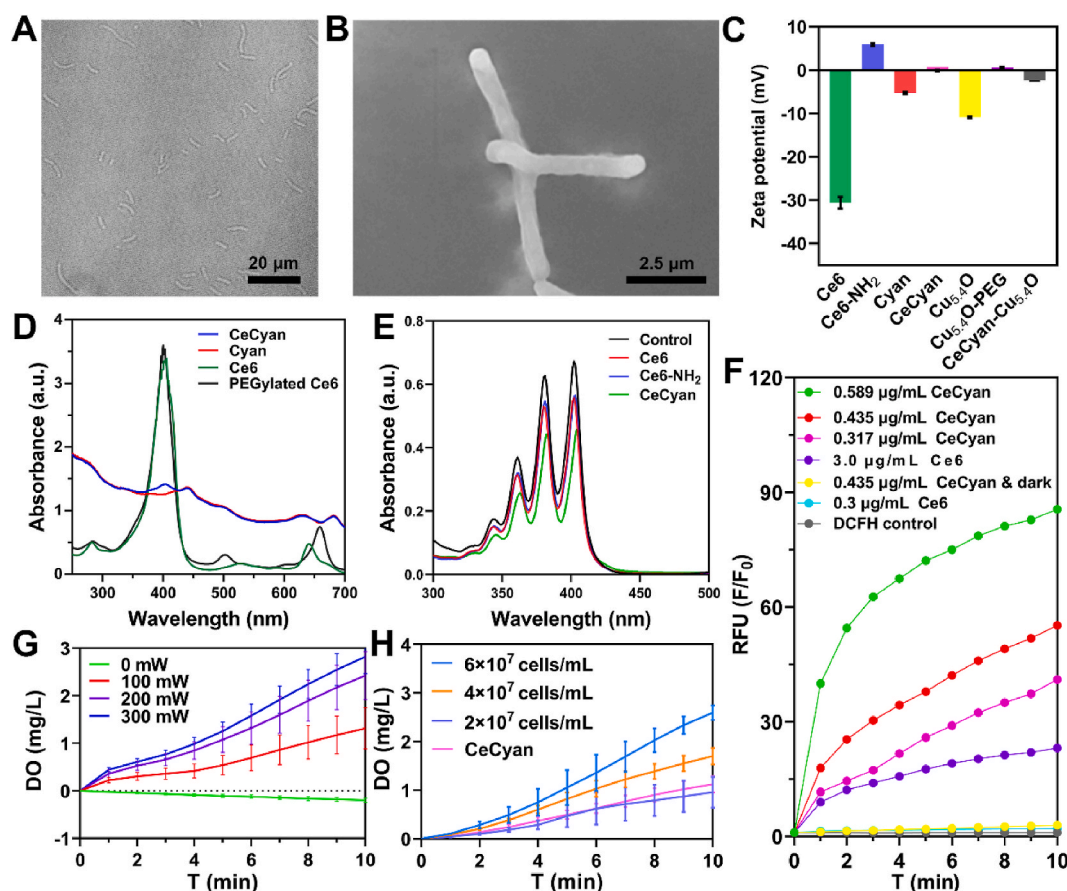 A
20 μm
B
2.5 μm
C
Zeta potential (mV)
10
0
-10
-20
-30
-40
Ce6
Ce6-NH₂
Cyan
CeCyan
Cu₅.₄O
Cu₅.₄O-PEG
CeCyan-Cu₅.₄O
D
Absorbance (a.u.)
4
3
2
1
0
CeCyan
Cyan
Ce6
PEGylated Ce6
300 400 500 600 700
Wavelength (nm)
E
Absorbance (a.u.)
0.8
0.6
0.4
0.2
0.0
Control
Ce6
Ce6-NH₂
CeCyan
300 350 400 450 500
Wavelength (nm)
F
RFU (F/F₀)
120
90
60
30
0
0.589 μg/mL CeCyan
0.435 μg/mL CeCyan
0.317 μg/mL CeCyan
3.0 μg/mL Ce6
0.435 μg/mL CeCyan & dark
0.3 μg/mL Ce6
DCFH control
0 2 4 6 8 10
T (min)
G
DO (mg/L)
3
2
1
0
-1
0 mW
100 mW
200 mW
300 mW
0 2 4 6 8 10
T (min)
H
DO (mg/L)
4
3
2
1
0
6×10⁷ cells/mL
4×10⁷ cells/mL
2×10⁷ cells/mL
CeCyan
0 2 4 6 8 10
T (min)